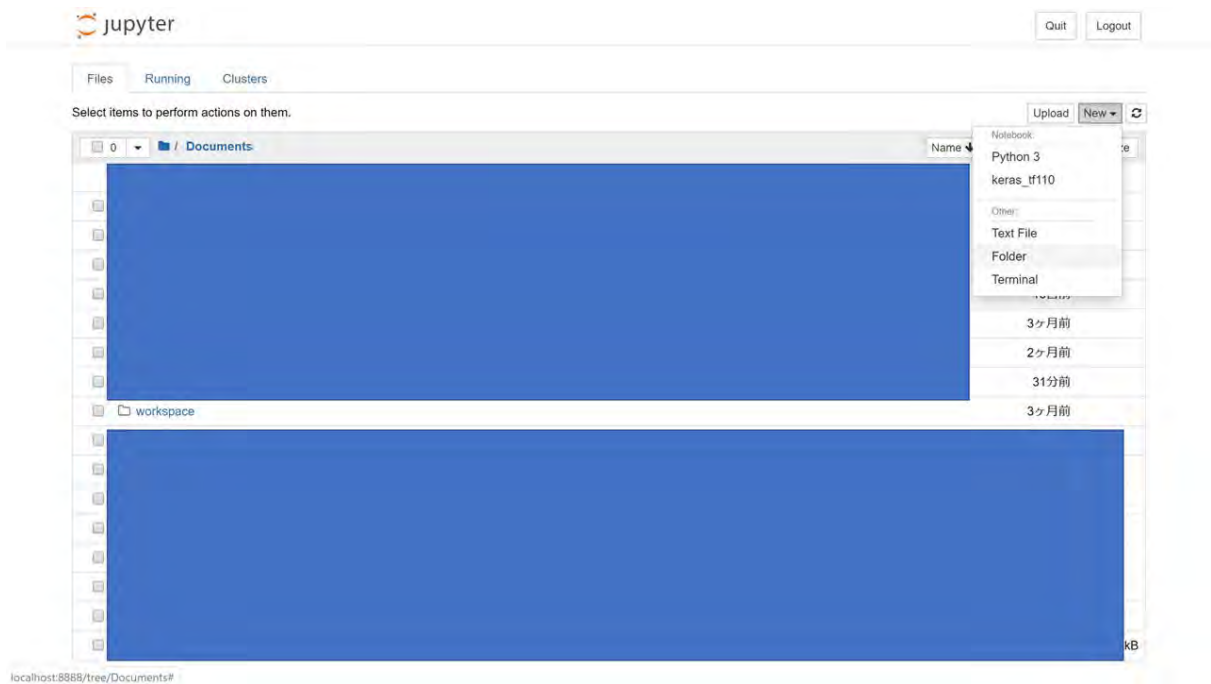 jupyter
Quit Logout
Files Running Clusters
Select items to perform actions on them.
Upload New
0 / Documents
Name
Notebook:
Python 3
keras_tf110
Other:
Text File
Folder
Terminal
3ヶ月前
2ヶ月前
31分前
workspace 3ヶ月前
kB
localhost:8888/tree/Documents#